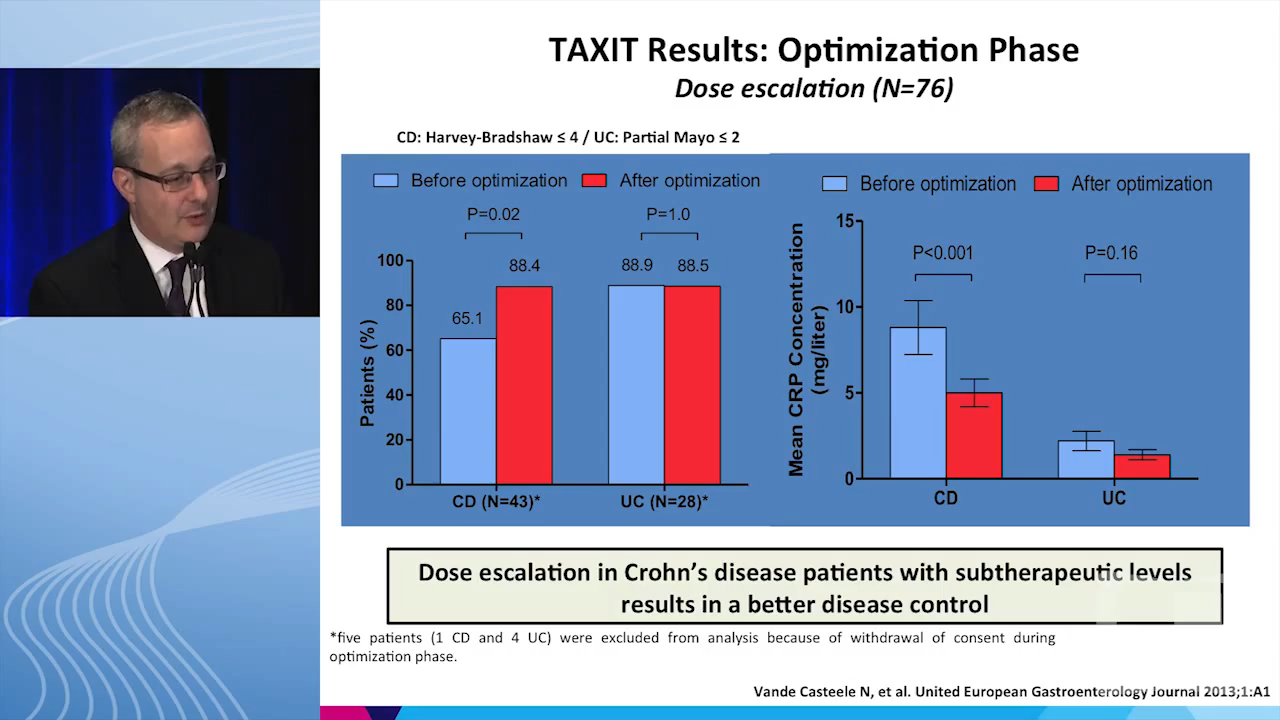 TAXIT Results: Optimization Phase
Dose escalation (N=76)
CD: Harvey-Bradshaw ≤ 4 / UC: Partial Mayo ≤ 2
Before optimization
After optimization
P=0.02
P=1.0
Patients (%)
100
80
60
40
20
0
65.1
88.4
88.9
88.5
CD (N=43)*
UC (N=28)*
Before optimization
After optimization
Mean CRP Concentration
(mg/liter)
15
10
5
0
P<0.001
P=0.16
CD
UC
Dose escalation in Crohn's disease patients with subtherapeutic levels
results in a better disease control
*five patients (1 CD and 4 UC) were excluded from analysis because of withdrawal of consent during
optimization phase.
Vande Casteele N, et al. United European Gastroenterology Journal 2013;1:A1